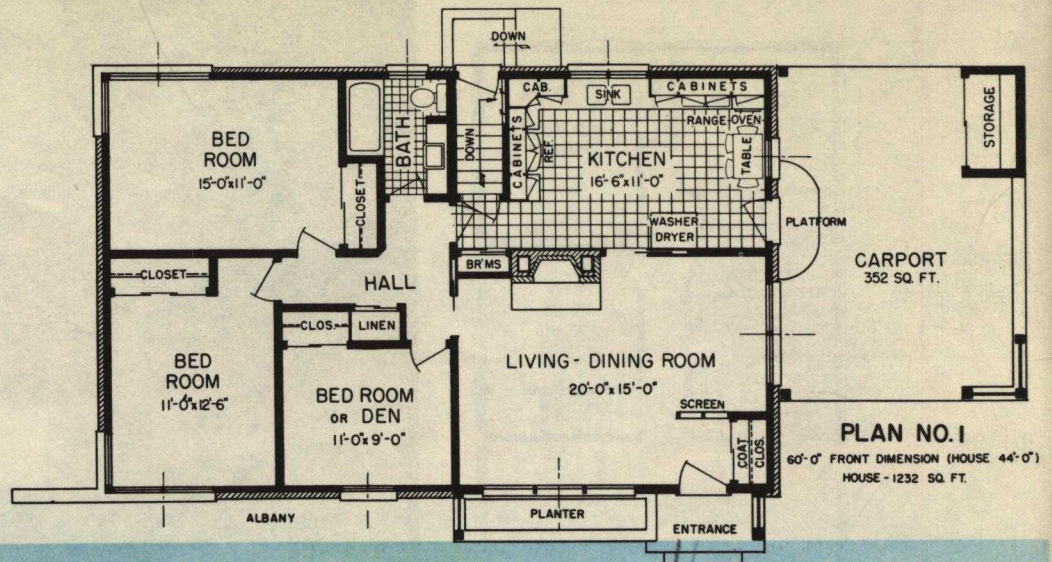 DOWN
CAB.
SINK
CABINETS
STORAGE
BATH
DOWN
CABINETS
REF.
RANGE-OVEN
TABLE
BED
ROOM
15'-0"x11'-0"
KITCHEN
16'-6"x11'-0"
CLOSET
WASHER
DRYER
PLATFORM
CARPORT
352 SQ. FT.
BR'MS
CLOSET
HALL
CLOS.
LINEN
BED
ROOM
11'-0"x12'-6"
BED ROOM
OR DEN
11'-0"x9'-0"
LIVING-DINING ROOM
20'-0"x15'-0"
SCREEN
COAT
CLOS.
PLAN NO.1
60'-0" FRONT DIMENSION (HOUSE 44'-0")
HOUSE-1232 SQ. FT.
ALBANY
PLANTER
ENTRANCE